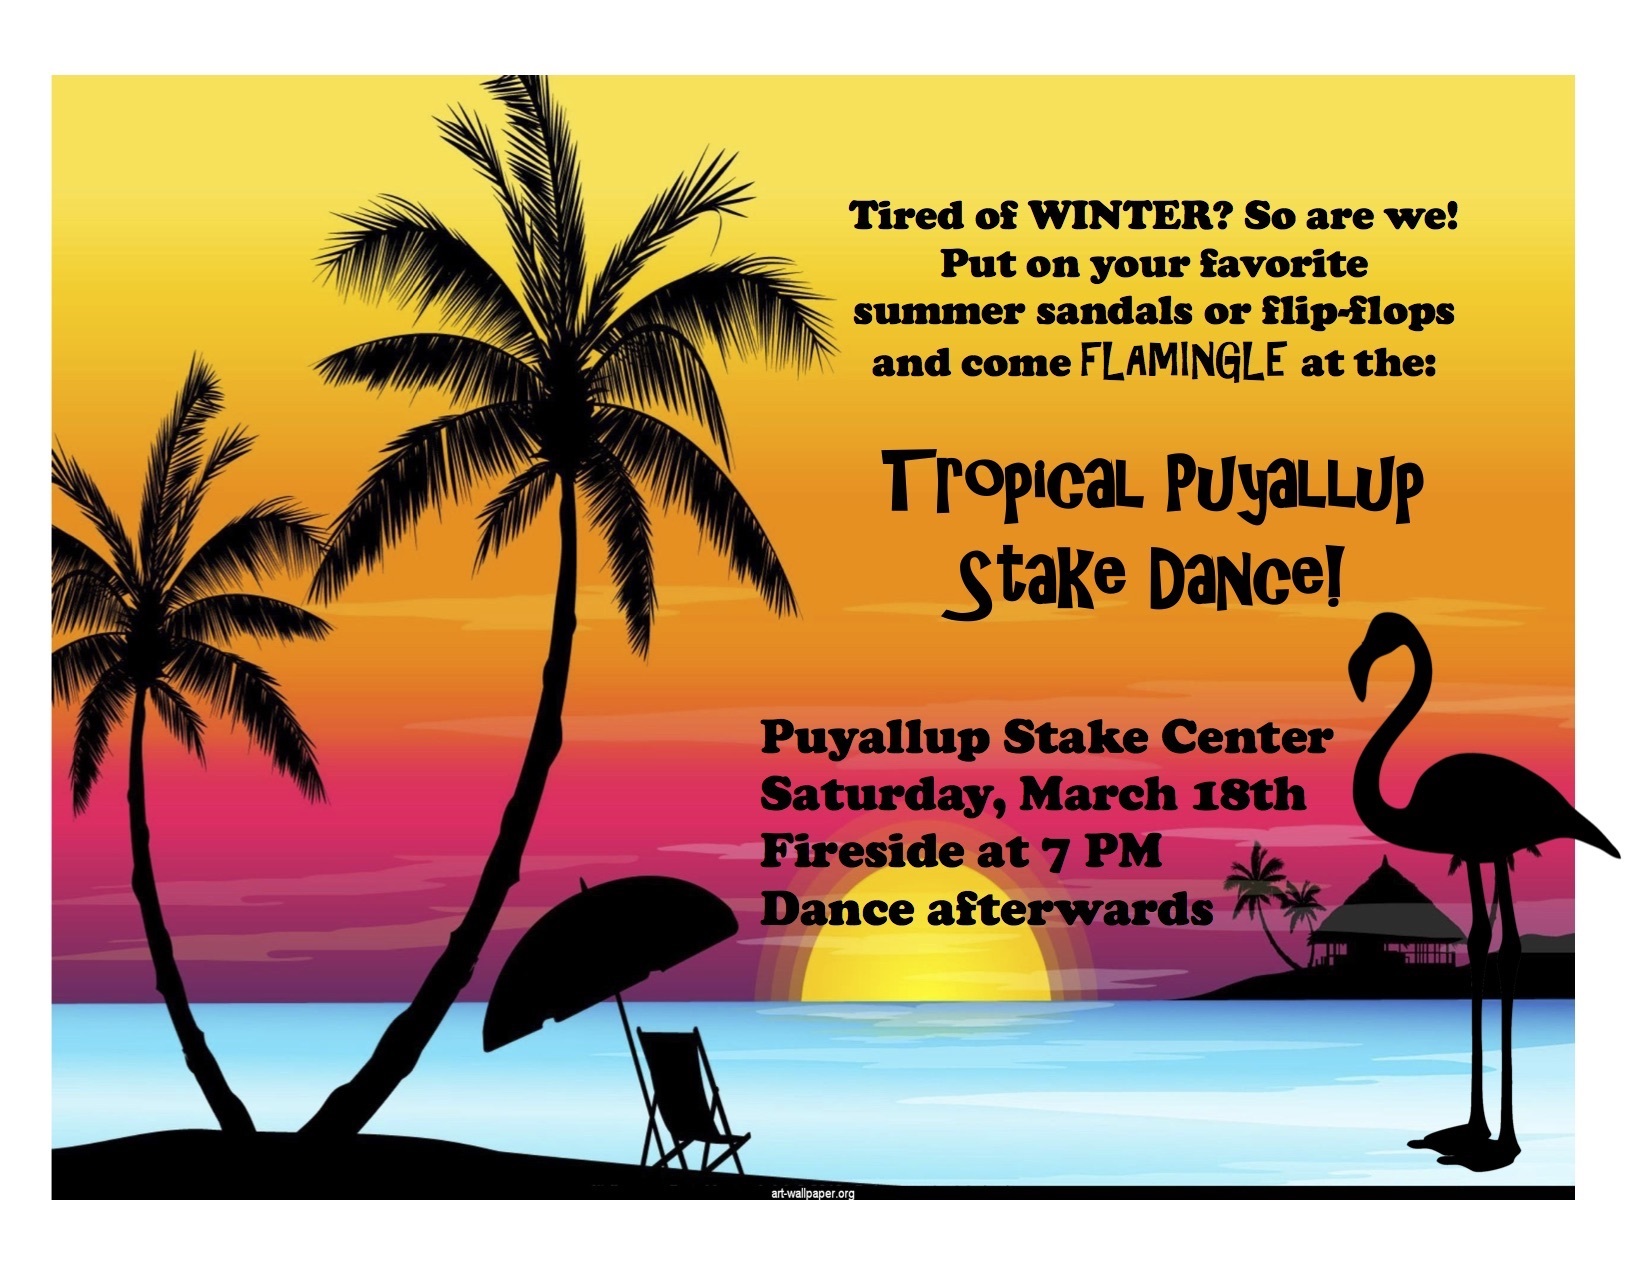 Tired of WINTER? So are we!
Put on your favorite
summer sandals or flip-flops
and come FLAMINGLE at the:
Tropical Puyallup
Stake Dance!
Puyallup Stake Center
Saturday, March 18th
Fireside at 7 PM
Dance afterwards
art-wallpaper.org